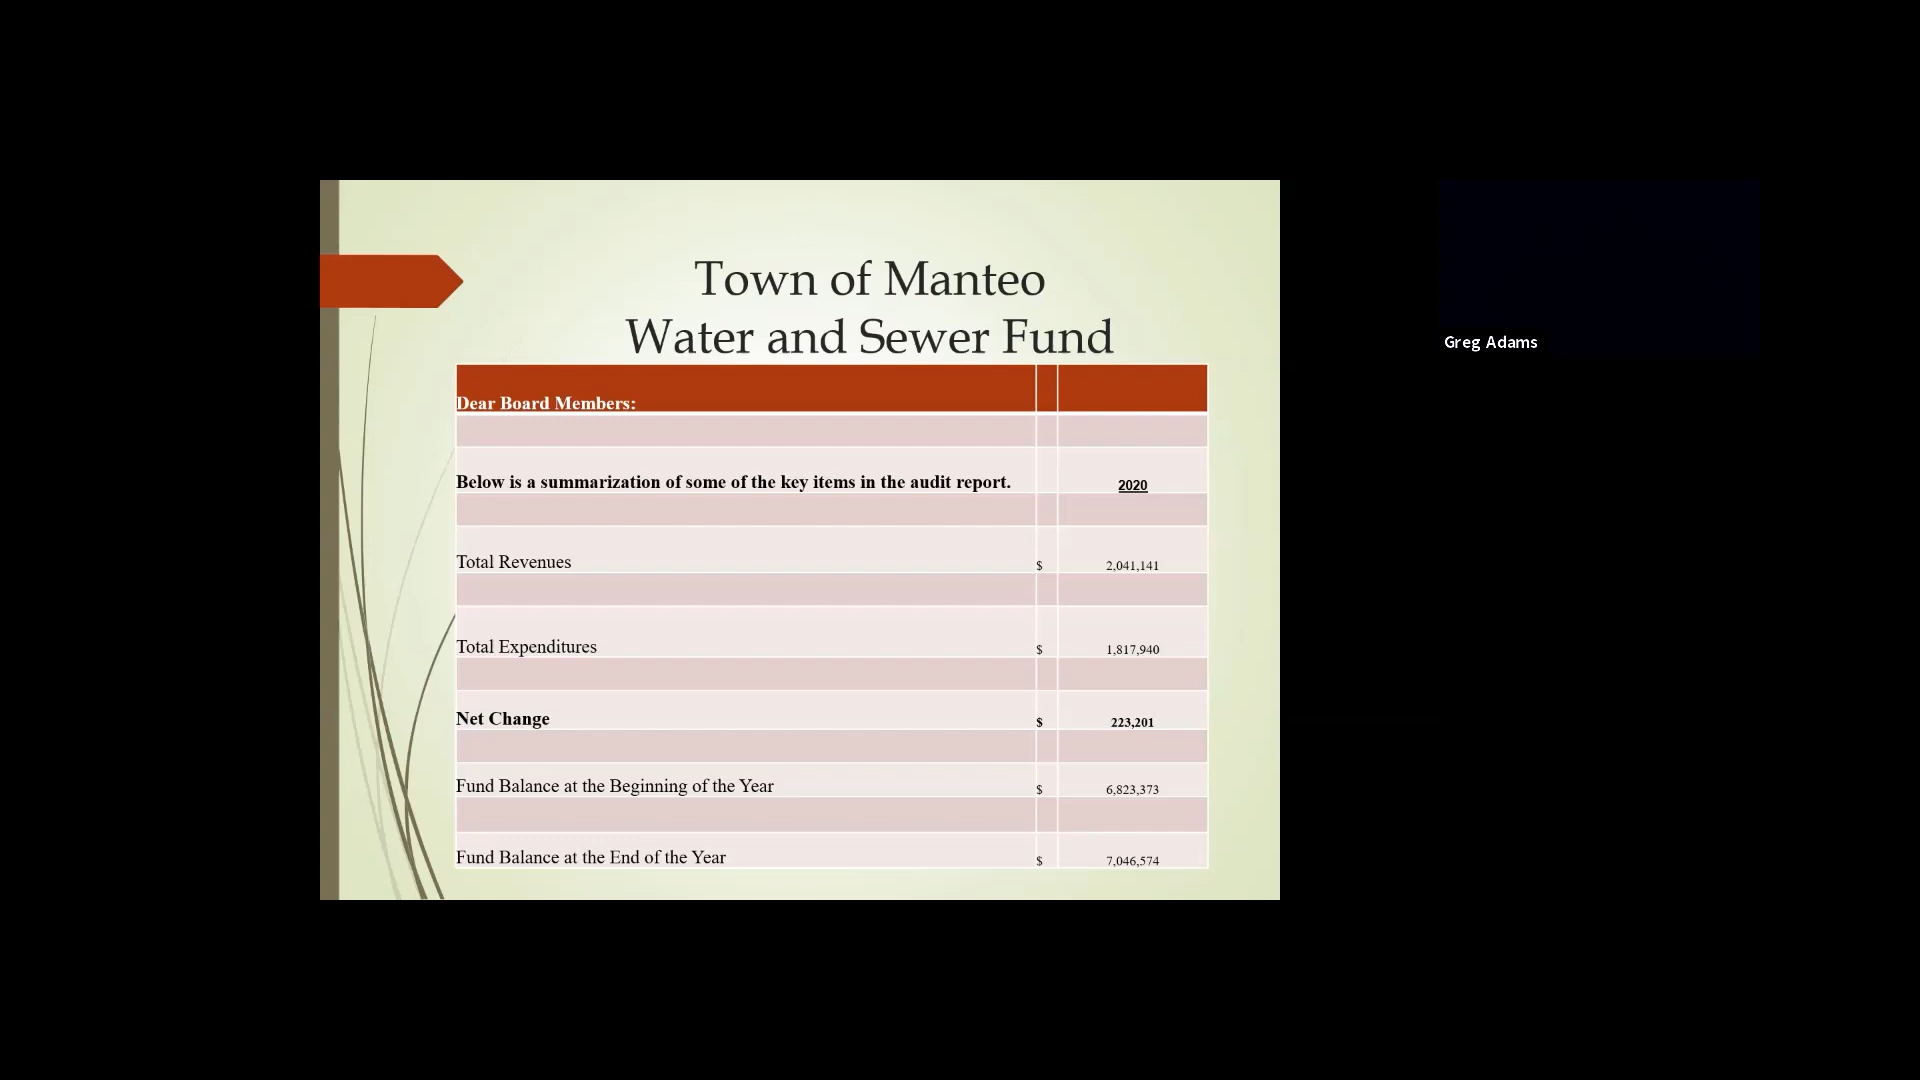 Town of Manteo
Water and Sewer Fund
Dear Board Members:
Below is a summarization of some of the key items in the audit report. 2020
Total Revenues $ 2,041,141
Total Expenditures $ 1,817,940
Net Change $ 223,201
Fund Balance at the Beginning of the Year $ 6,823,373
Fund Balance at the End of the Year $ 7,046,574
Greg Adams